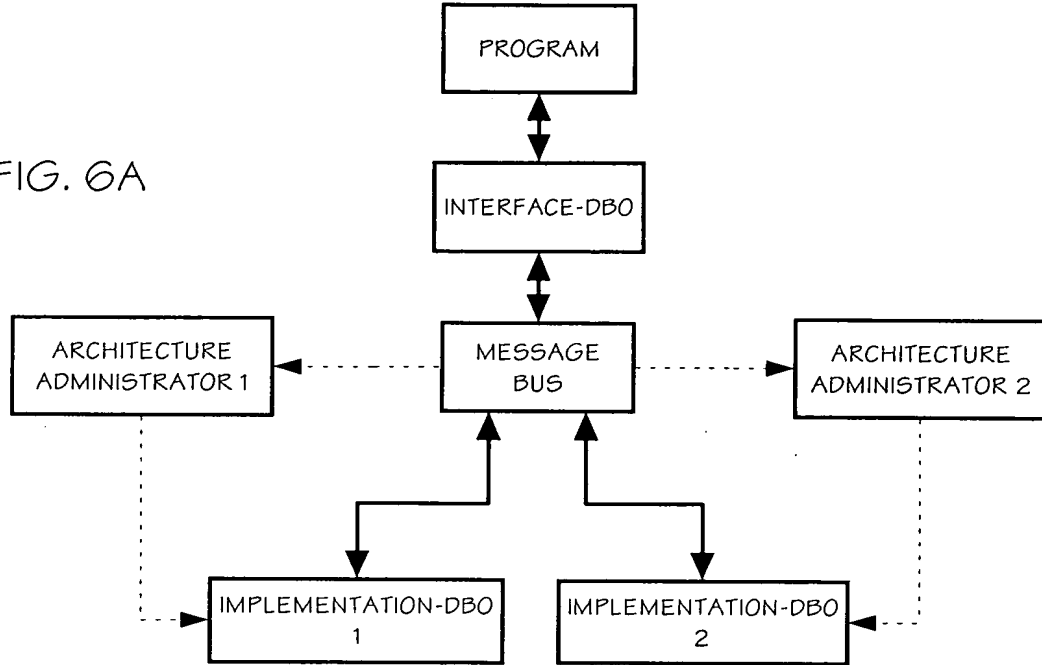 PROGRAM
FIG. 6A
INTERFACE-DBO
ARCHITECTURE
ADMINISTRATOR 1
MESSAGE
BUS
ARCHITECTURE
ADMINISTRATOR 2
IMPLEMENTATION-DBO
1
IMPLEMENTATION-DBO
2